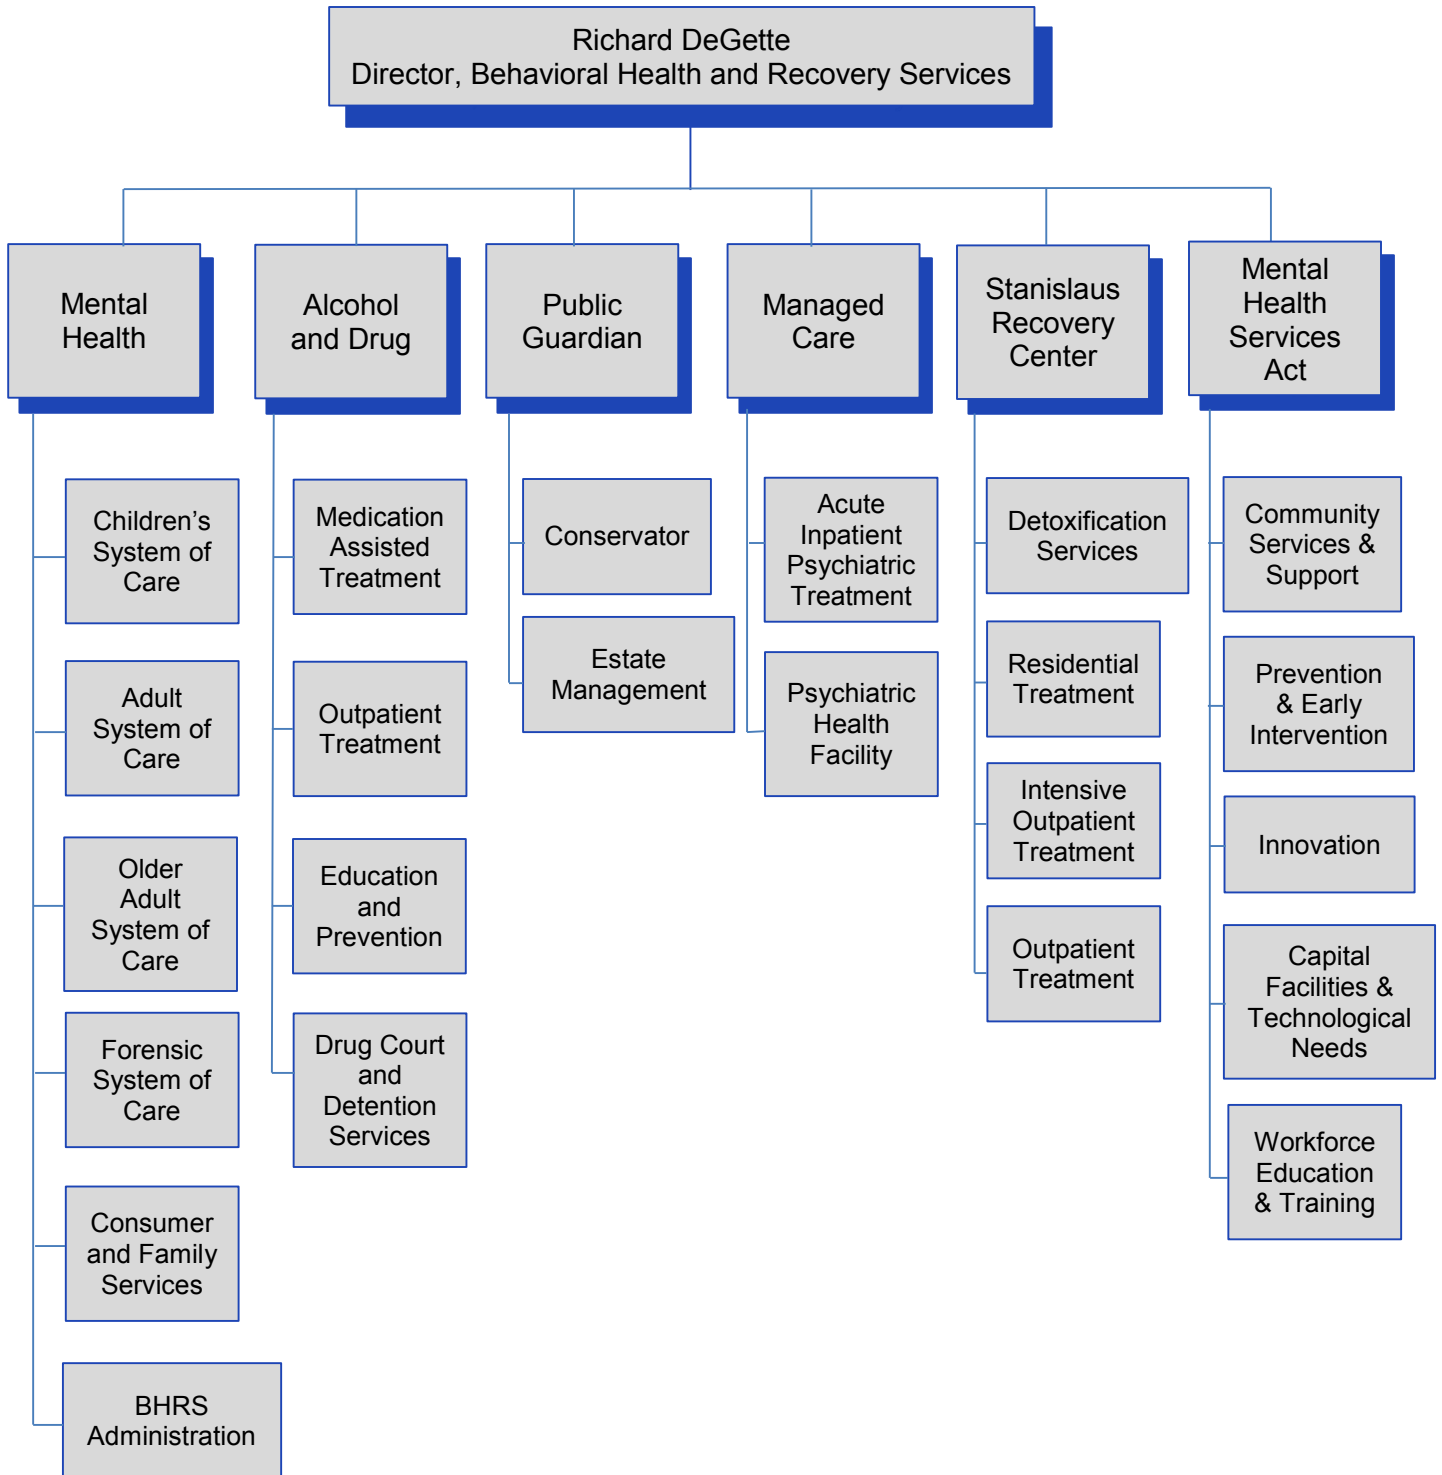 Richard DeGette
Director, Behavioral Health and Recovery Services
Mental
Health
Alcohol
and Drug
Public
Guardian
Managed
Care
Stanislaus
Recovery
Center
Mental
Health
Services
Act
Children’s
System of
Care
Adult
System of
Care
Older
Adult
System of
Care
Forensic
System of
Care
Consumer
and Family
Services
BHRS
Administration
Medication
Assisted
Treatment
Outpatient
Treatment
Education
and
Prevention
Drug Court
and
Detention
Services
Conservator
Estate
Management
Acute
Inpatient
Psychiatric
Treatment
Psychiatric
Health
Facility
Detoxification
Services
Residential
Treatment
Intensive
Outpatient
Treatment
Outpatient
Treatment
Community
Services &
Support
Prevention
& Early
Intervention
Innovation
Capital
Facilities &
Technological
Needs
Workforce
Education
& Training